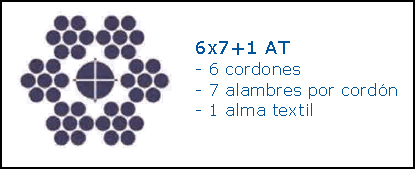 6x7+1 AT
- 6 cordones
- 7 alambres por cordón
- 1 alma textil